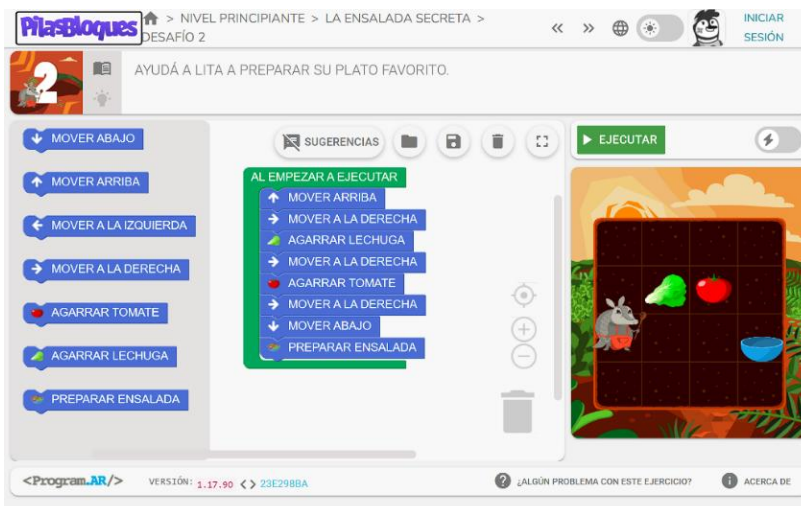 PilasBloques
> NIVEL PRINCIPIANTE > LA ENSALADA SECRETA >
DESAFÍO 2
INICIAR
SESIÓN
2
AYUDÁ A LITA A PREPARAR SU PLATO FAVORITO.
MOVER ABAJO
MOVER ARRIBA
MOVER A LA IZQUIERDA
MOVER A LA DERECHA
AGARRAR TOMATE
AGARRAR LECHUGA
PREPARAR ENSALADA
SUGERENCIAS
AL EMPEZAR A EJECUTAR
MOVER ARRIBA
MOVER A LA DERECHA
AGARRAR LECHUGA
MOVER A LA DERECHA
AGARRAR TOMATE
MOVER A LA DERECHA
MOVER ABAJO
PREPARAR ENSALADA
EJECUTAR
<Program.AR/>
VERSIÓN: 1.17.90 <> 23E298BA
¿ALGÚN PROBLEMA CON ESTE EJERCICIO?
ACERCA DE